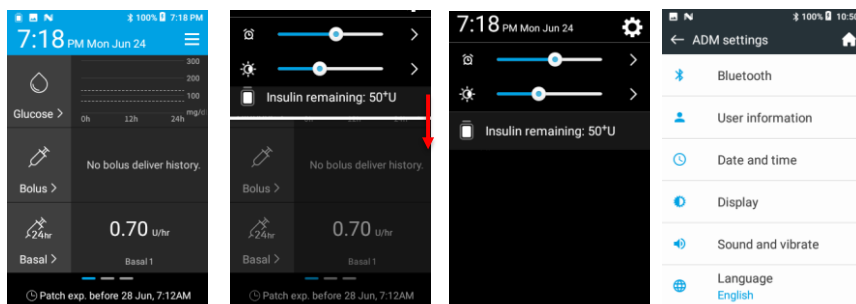 100% 7:18 PM
7:18 PM Mon Jun 24
300
200
100
mg/dl
0h 12h 24h
Glucose >
No bolus deliver history.
Bolus >
24hr
0.70 U/hr
Basal >
Basal 1
Patch exp. before 28 Jun, 7:12AM
Insulin remaining: 50+U
0h 12h 24h
No bolus deliver history.
Bolus >
24hr
0.70 U/hr
Basal >
Basal 1
Patch exp. before 28 Jun, 7:12AM
7:18 PM Mon Jun 24
Insulin remaining: 50+U
100% 10:50
ADM settings
Bluetooth
User information
Date and time
Display
Sound and vibrate
Language
English